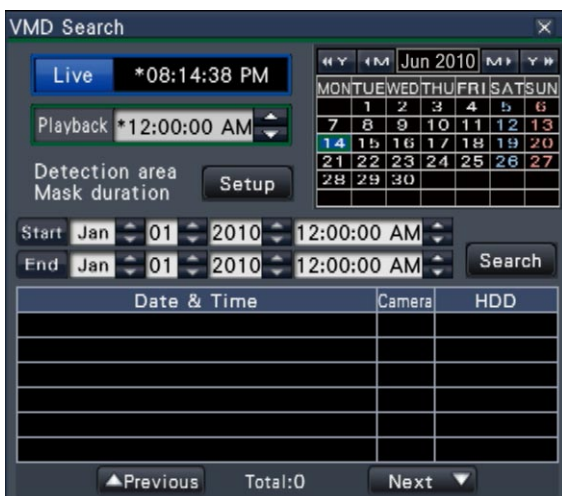 VMD Search
Live *08:14:38 PM
Playback *12:00:00 AM
Detection area
Mask duration
Setup
Y M Jun 2010 M Y
MON TUE WED THU FRI SAT SUN
1 2 3 4 5 6
7 8 9 10 11 12 13
14 15 16 17 18 19 20
21 22 23 24 25 26 27
28 29 30
Start Jan 01 2010 12:00:00 AM
End Jan 01 2010 12:00:00 AM
Search
Date & Time Camera HDD
Previous Total:0 Next